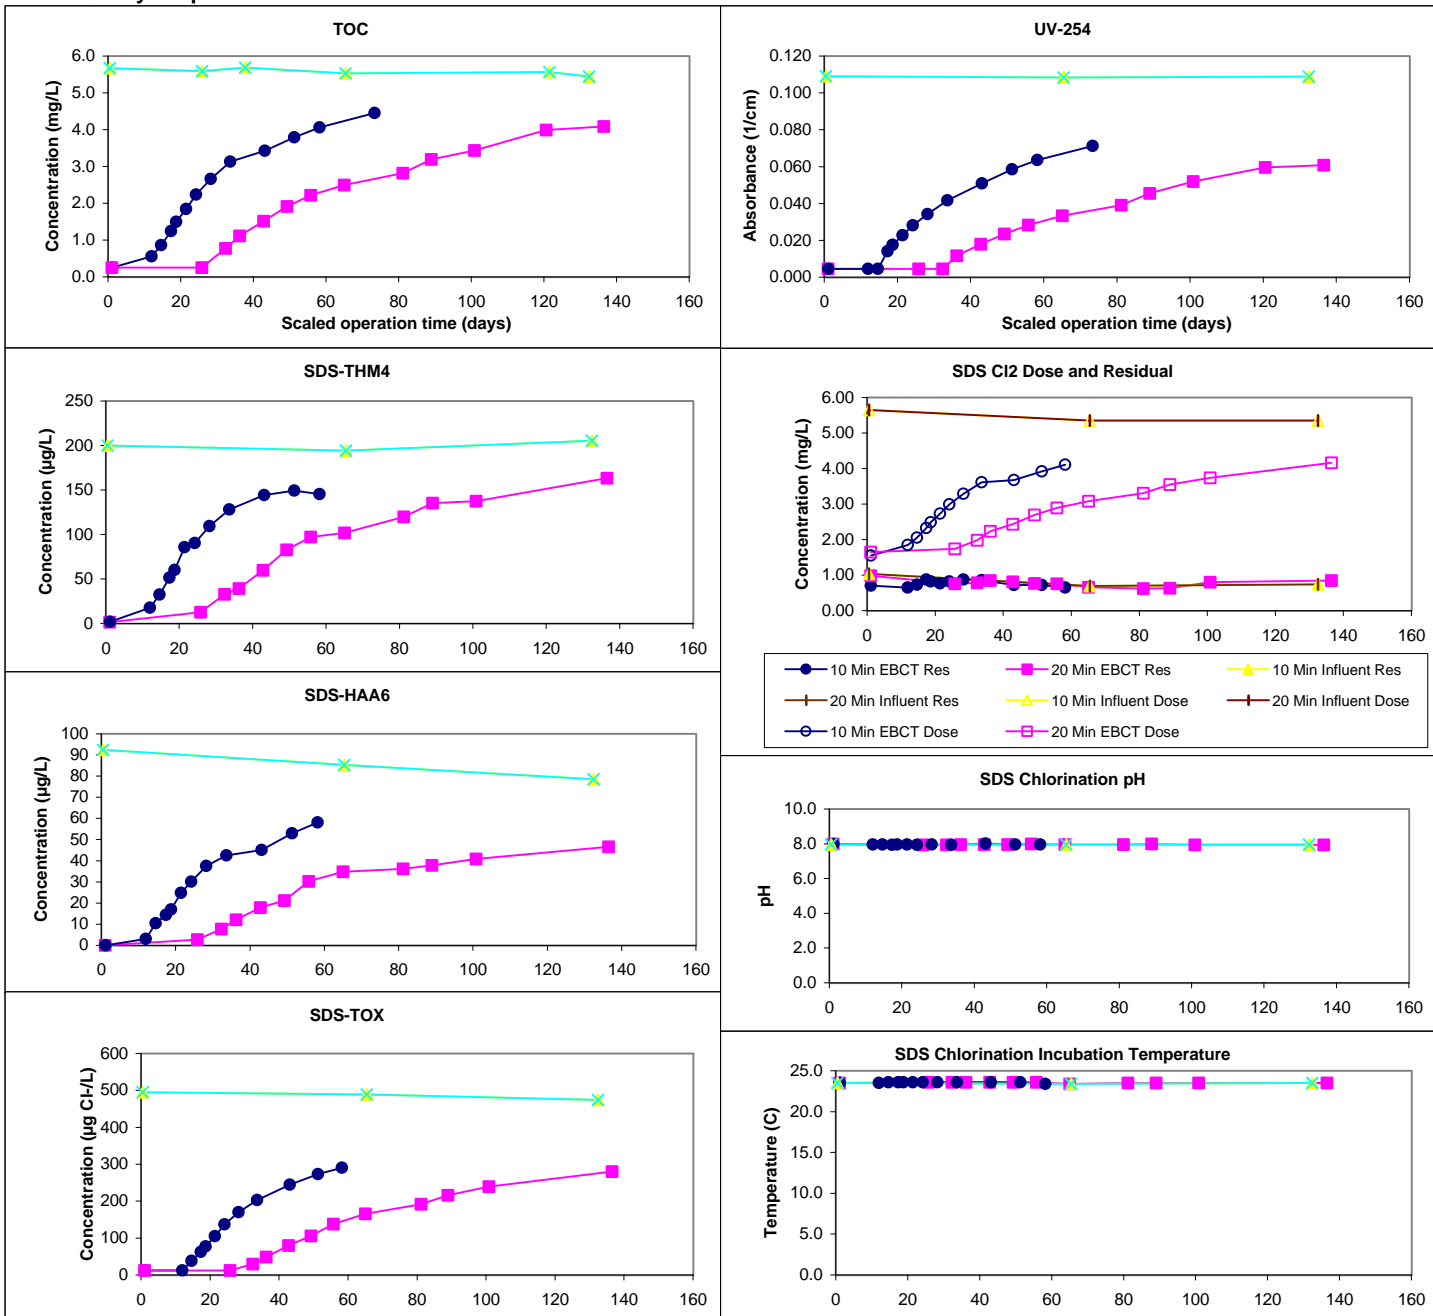 TOC
6.0
5.0
4.0
3.0
2.0
1.0
0.0
Concentration (mg/L)
0 20 40 60 80 100 120 140 160
Scaled operation time (days)
UV-254
0.120
0.100
0.080
0.060
0.040
0.020
0.000
Absorbance (1/cm)
0 20 40 60 80 100 120 140 160
Scaled operation time (days)
SDS-THM4
250
200
150
100
50
0
Concentration (µg/L)
0 20 40 60 80 100 120 140 160
SDS Cl2 Dose and Residual
6.00
5.00
4.00
3.00
2.00
1.00
0.00
Concentration (mg/L)
0 20 40 60 80 100 120 140 160
10 Min EBCT Res 20 Min EBCT Res 10 Min Influent Res
20 Min Influent Res 10 Min Influent Dose 20 Min Influent Dose
10 Min EBCT Dose 20 Min EBCT Dose
SDS-HAA6
100
90
80
70
60
50
40
30
20
10
0
Concentration (µg/L)
0 20 40 60 80 100 120 140 160
SDS Chlorination pH
10.0
8.0
6.0
4.0
2.0
0.0
pH
0 20 40 60 80 100 120 140 160
SDS-TOX
600
500
400
300
200
100
0
Concentration (µg Cl-/L)
0 20 40 60 80 100 120 140 160
SDS Chlorination Incubation Temperature
25.0
20.0
15.0
10.0
5.0
0.0
Temperature (C)
0 20 40 60 80 100 120 140 160